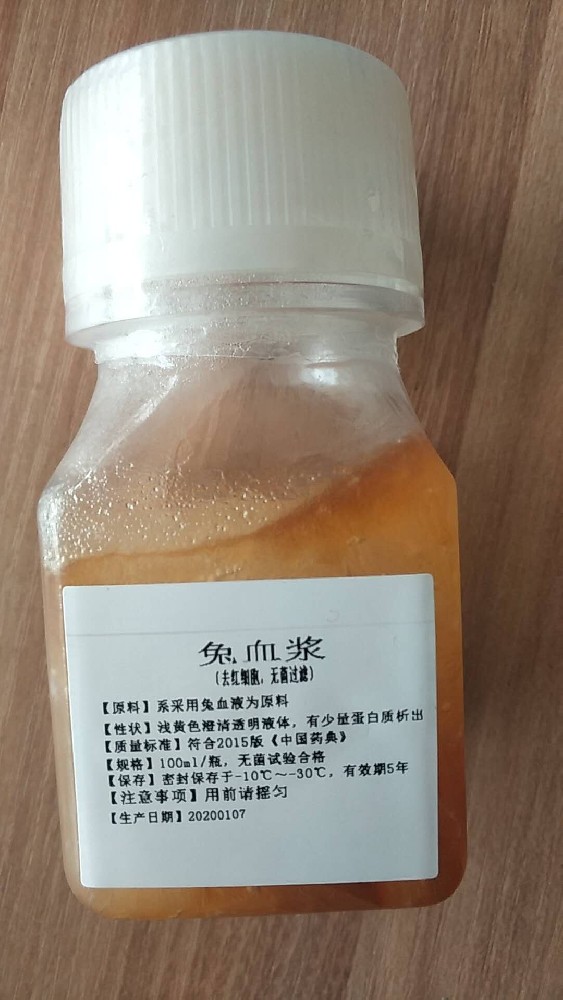 兔血浆
(去红细胞，无菌过滤)
【原料】系采用兔血液为原料
【性状】浅黄色澄清透明液体，有少量蛋白质析出
【质量标准】符合2015版《中国药典》
【规格】100ml/瓶，无菌试验合格
【保存】密封保存于-10℃～-30℃，有效期5年
【注意事项】用前请摇匀
【生产日期】20200107